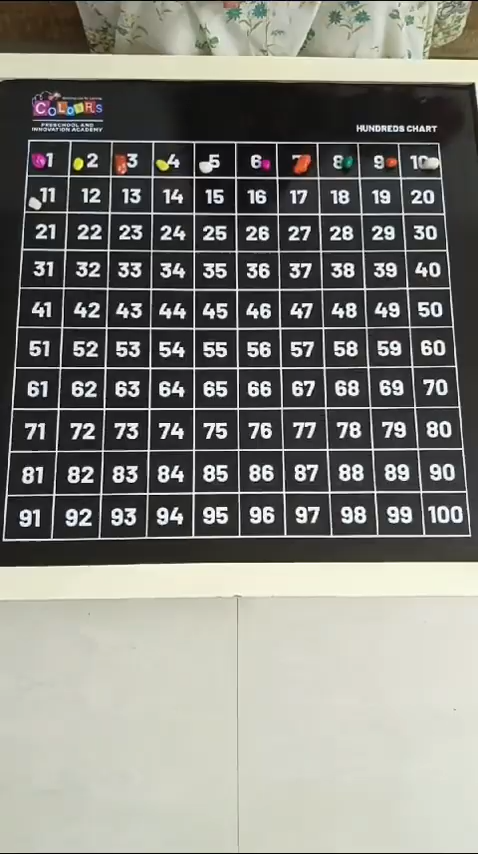 COLOURS
PRESCHOOL AND
INNOVATION ACADEMY
HUNDREDS CHART
1 2 3 4 5 6 7 8 9 10
11 12 13 14 15 16 17 18 19 20
21 22 23 24 25 26 27 28 29 30
31 32 33 34 35 36 37 38 39 40
41 42 43 44 45 46 47 48 49 50
51 52 53 54 55 56 57 58 59 60
61 62 63 64 65 66 67 68 69 70
71 72 73 74 75 76 77 78 79 80
81 82 83 84 85 86 87 88 89 90
91 92 93 94 95 96 97 98 99 100